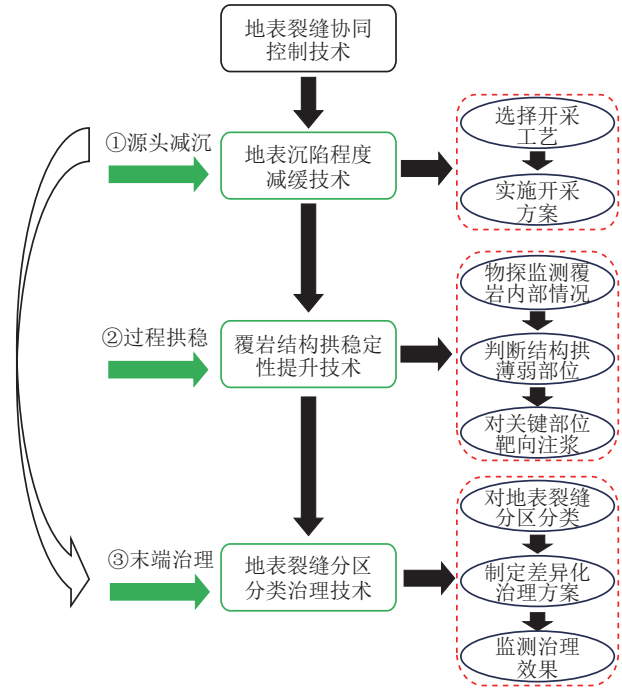 地表裂缝协同
控制技术
①源头减沉
地表沉陷程度
减缓技术
选择开采
工艺
实施开采
方案
②过程拱稳
覆岩结构拱稳定
性提升技术
物探监测覆
岩内部情况
判断结构拱
薄弱部位
对关键部位
靶向注浆
③末端治理
地表裂缝分区
分类治理技术
对地表裂缝
分区分类
制定差异化
治理方案
监测治理
效果